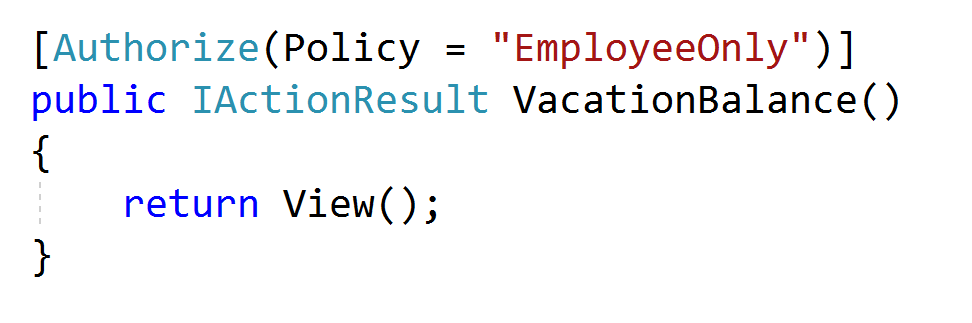 [Authorize(Policy = "EmployeeOnly")]
public IActionResult VacationBalance()
{
    return View();
}